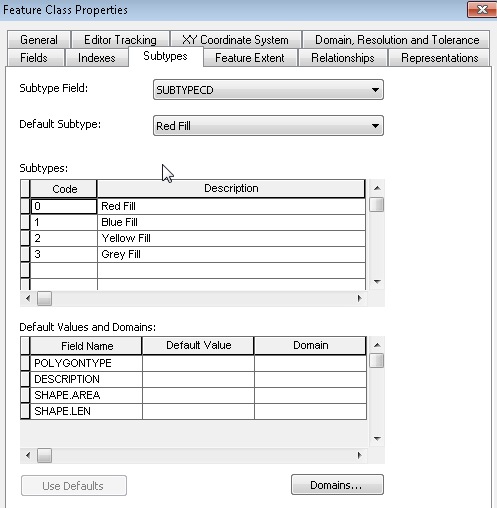 Feature Class Properties
General Editor Tracking XY Coordinate System Domain, Resolution and Tolerance
Fields Indexes Subtypes Feature Extent Relationships Representations
Subtype Field: SUBTYPECD
Default Subtype: Red Fill
Subtypes:
Code Description
0 Red Fill
1 Blue Fill
2 Yellow Fill
3 Grey Fill
Default Values and Domains:
Field Name Default Value Domain
POLYGONTYPE
DESCRIPTION
SHAPE.AREA
SHAPE.LEN
Use Defaults Domains...